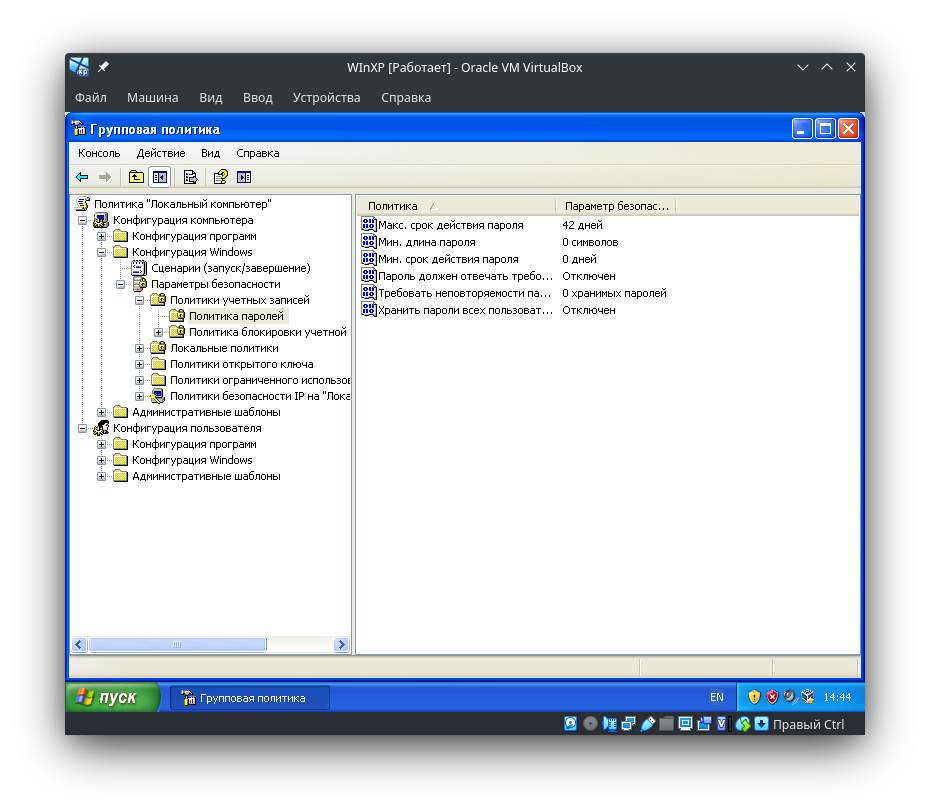 WInXP [Работает] - Oracle VM VirtualBox
Файл Машина Вид Ввод Устройства Справка
Групповая политика
Консоль Действие Вид Справка
Политика "Локальный компьютер"
Конфигурация компьютера
Конфигурация программ
Конфигурация Windows
Сценарии (запуск/завершение)
Параметры безопасности
Политики учетных записей
Политика паролей
Политика блокировки учетной
Локальные политики
Политики открытого ключа
Политики ограниченного использов
Политики безопасности IP на "Лока
Административные шаблоны
Конфигурация пользователя
Конфигурация программ
Конфигурация Windows
Административные шаблоны
Политика Параметр безопас...
Макс. срок действия пароля 42 дней
Мин. длина пароля 0 символов
Мин. срок действия пароля 0 дней
Пароль должен отвечать требо... Отключен
Требовать неповторяемости па... 0 хранимых паролей
Хранить пароли всех пользоват... Отключен
пуск Групповая политика EN 14:44
Правый Ctrl